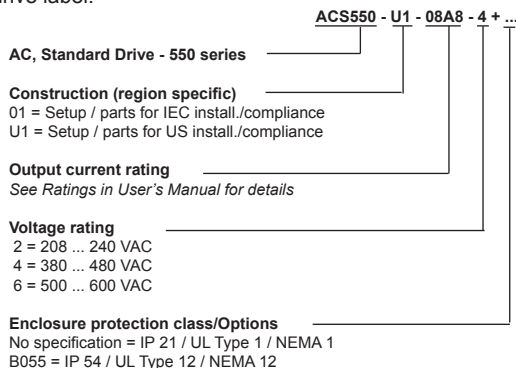 drive label.
ACS550 - U1 - 08A8 - 4 + ...
AC, Standard Drive - 550 series
Construction (region specific)
01 = Setup / parts for IEC install./compliance
U1 = Setup / parts for US install./compliance
Output current rating
See Ratings in User's Manual for details
Voltage rating
2 = 208 ... 240 VAC
4 = 380 ... 480 VAC
6 = 500 ... 600 VAC
Enclosure protection class/Options
No specification = IP 21 / UL Type 1 / NEMA 1
B055 = IP 54 / UL Type 12 / NEMA 12